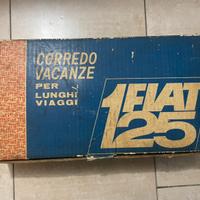 CORREDO
VACANZE
PER
LUNGHI
VIAGGI
FIAT
125